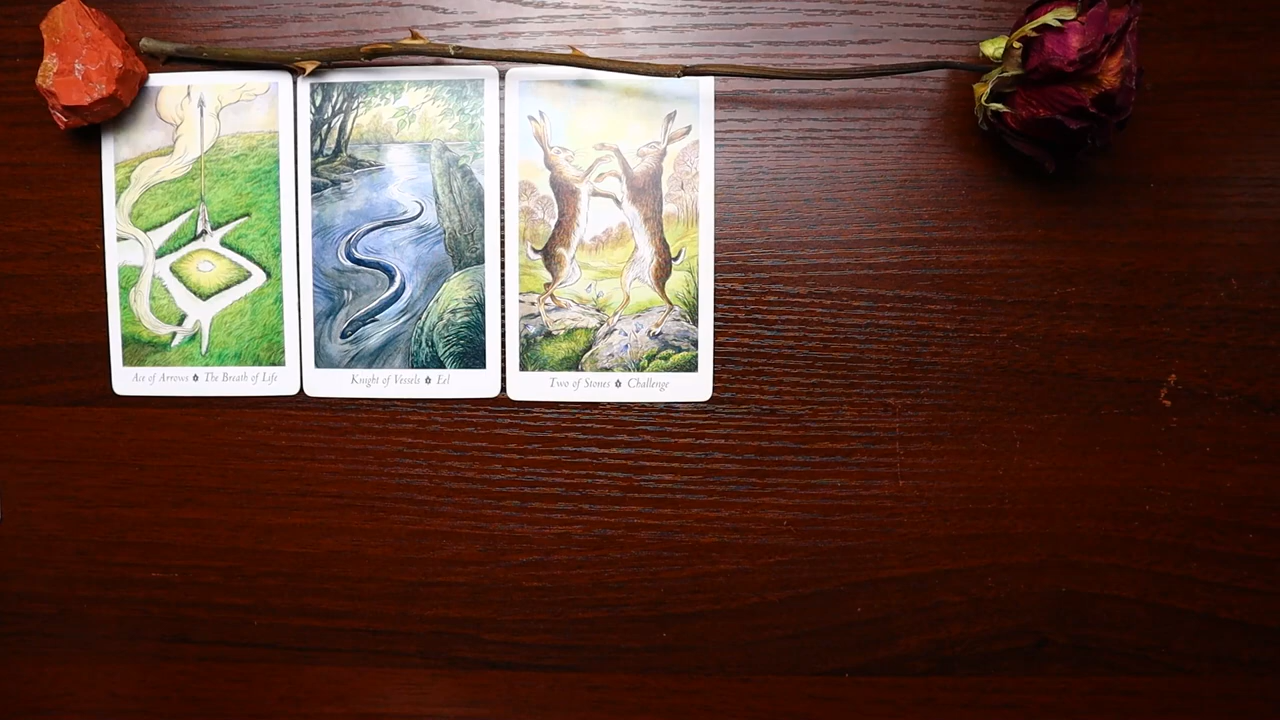 Ace of Arrows The Breath of Life
Knight of Vessels Eel
Two of Stones Challenge